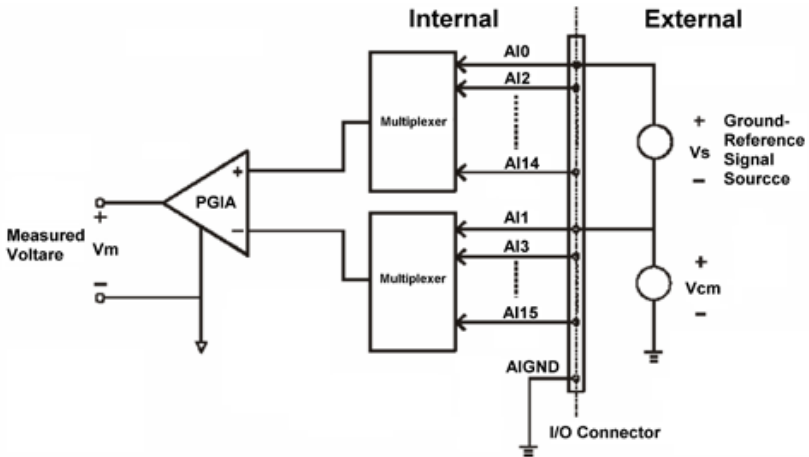 Internal
External
AI0
AI2
Multiplexer
AI14
+
PGIA
−
+
Measured
Voltare
Vm
−
AI1
AI3
Multiplexer
AI15
AIGND
I/O Connector
+
Vs
−
Ground-
Reference
Signal
Sourcce
+
Vcm
−